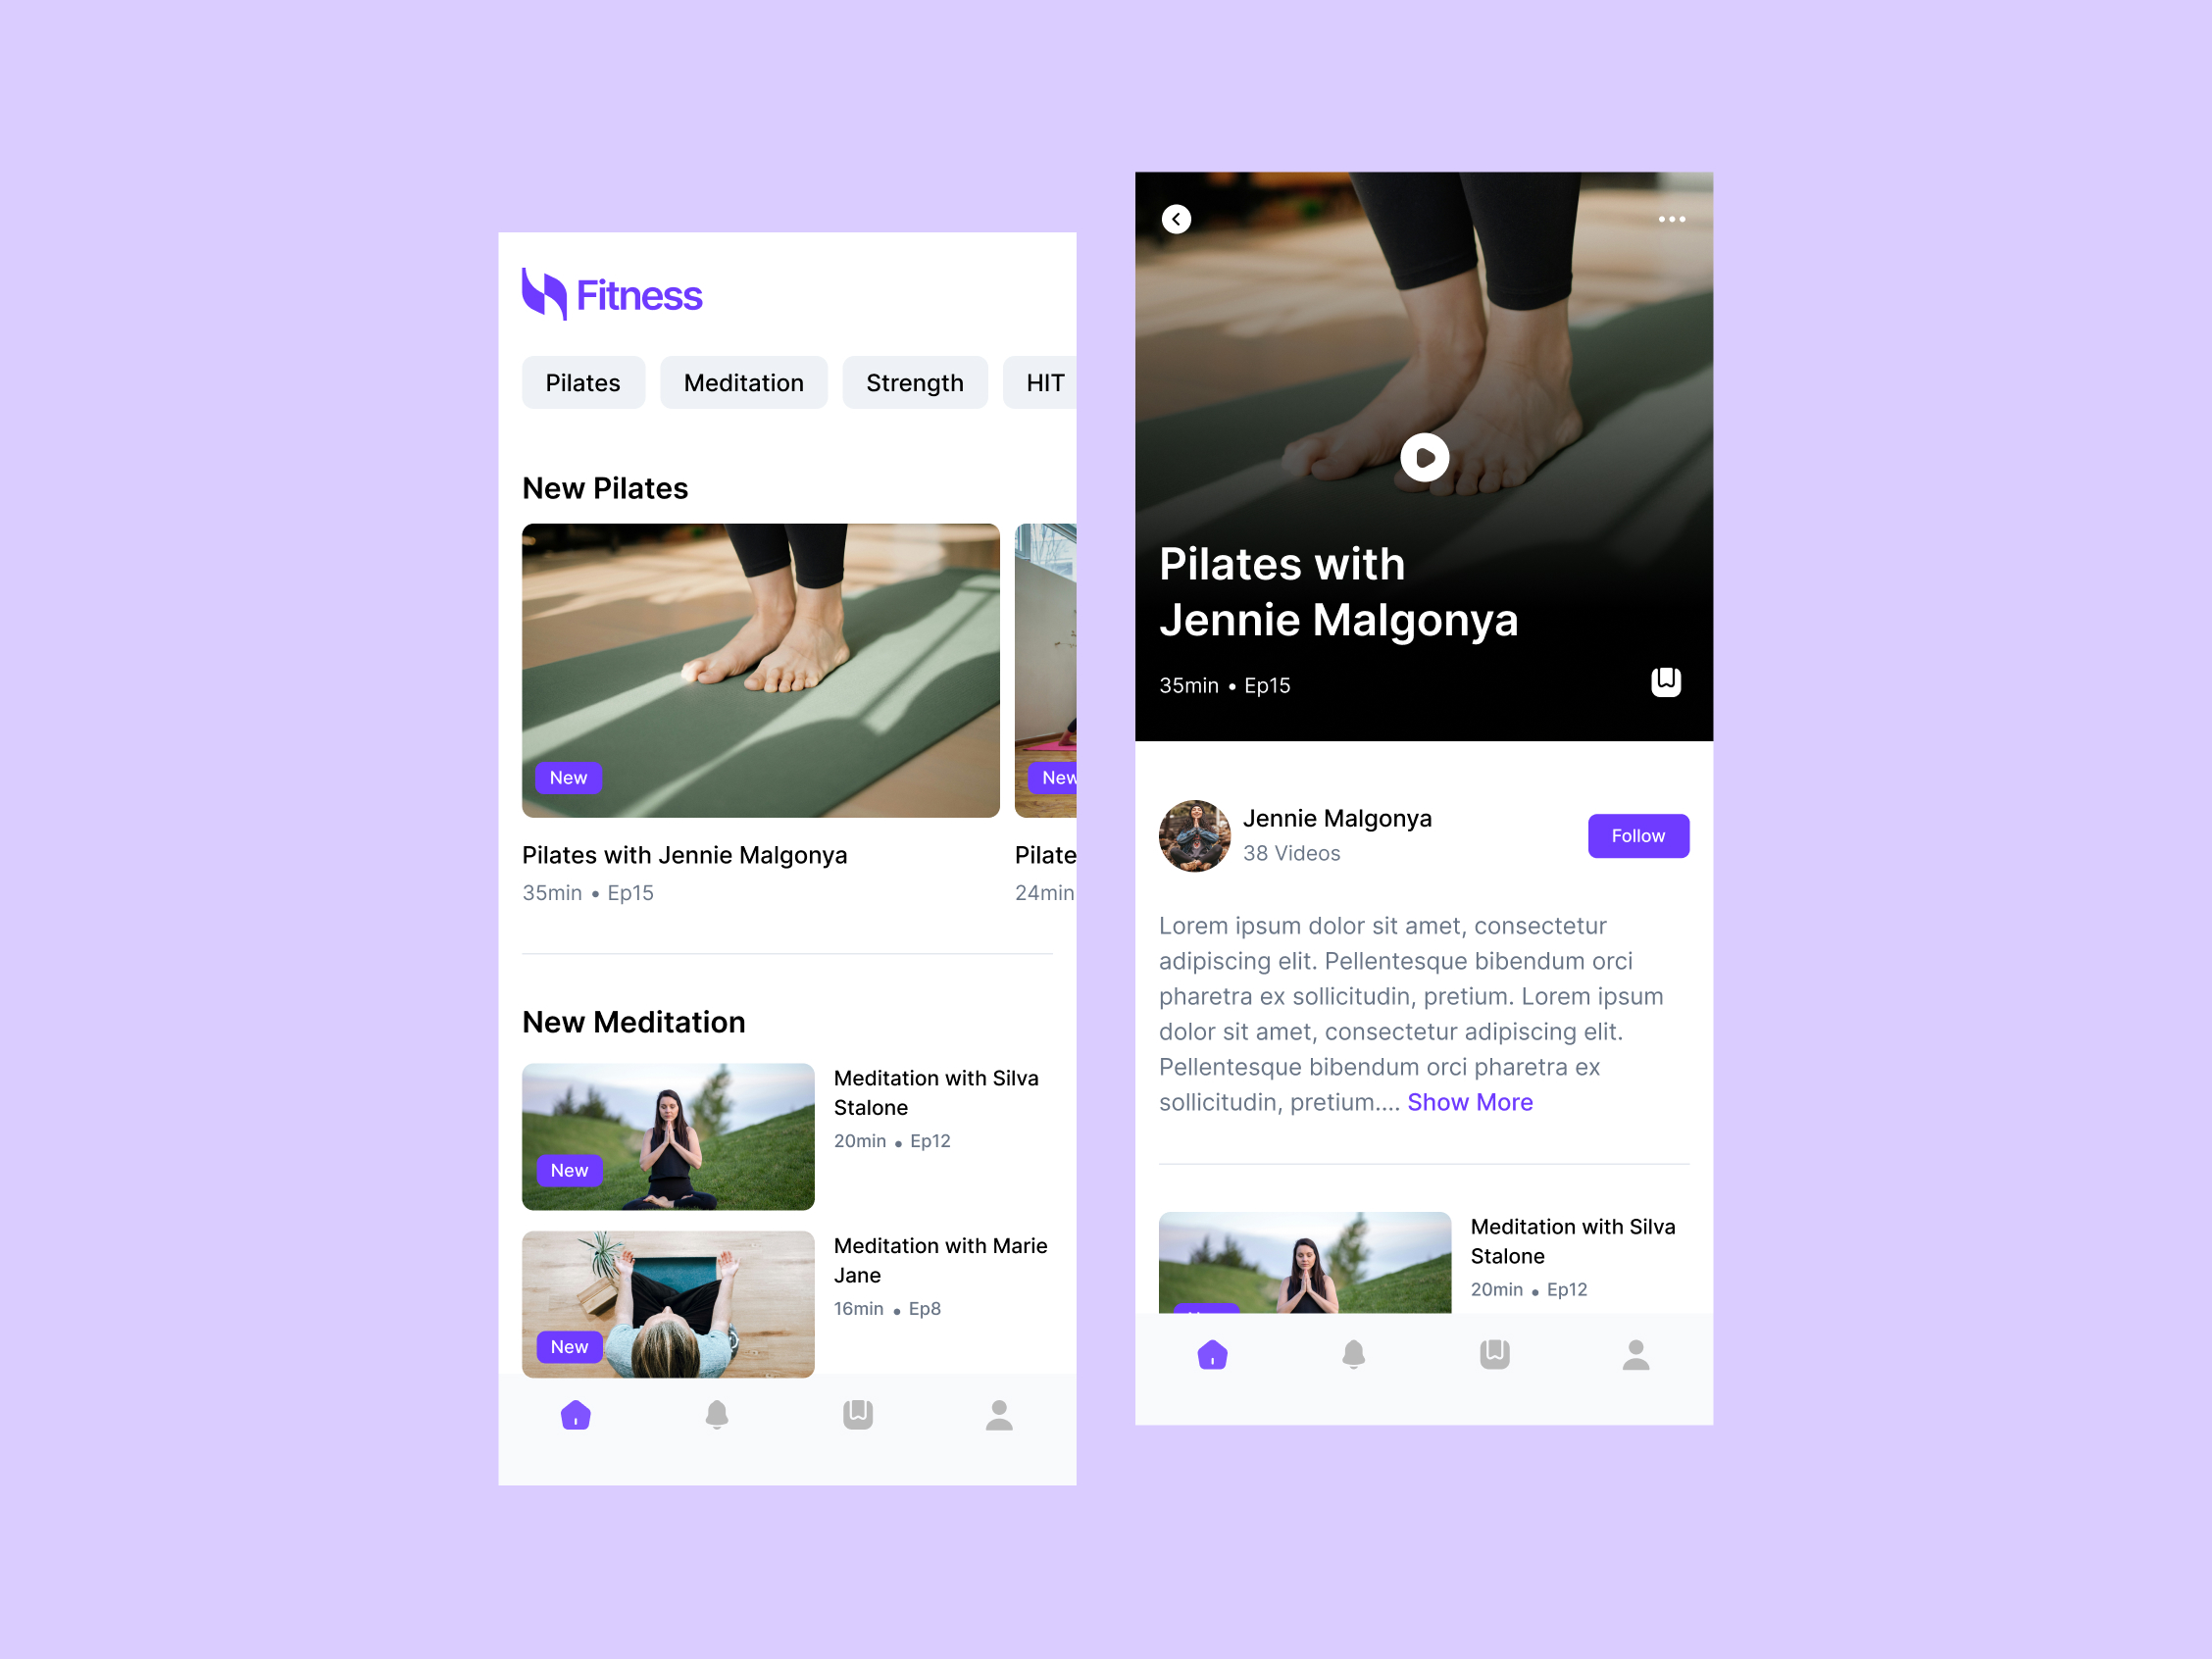 Fitness
Pilates
Meditation
Strength
HIT
New Pilates
New
New
Pilates with Jennie Malgonya
35min • Ep15
Pilate
24min
New Meditation
New
Meditation with Silva
Stalone
20min • Ep12
New
Meditation with Marie
Jane
16min • Ep8
Pilates with
Jennie Malgonya
35min • Ep15
Jennie Malgonya
38 Videos
Follow
Lorem ipsum dolor sit amet, consectetur
adipiscing elit. Pellentesque bibendum orci
pharetra ex sollicitudin, pretium. Lorem ipsum
dolor sit amet, consectetur adipiscing elit.
Pellentesque bibendum orci pharetra ex
sollicitudin, pretium.... Show More
Meditation with Silva
Stalone
20min • Ep12